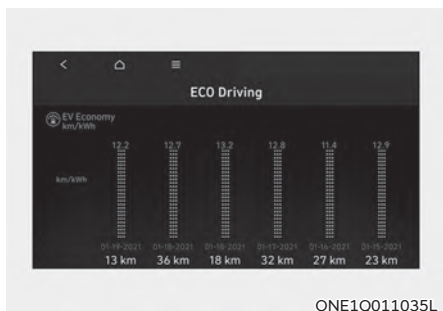 ECO Driving
EV Economy
km/kWh
12.2 12.7 13.2 12.8 11.4 12.9
km/kWh
01-19-2021 01-18-2021 01-18-2021 01-17-2021 01-16-2021 01-15-2021
13 km 36 km 18 km 32 km 27 km 23 km
ONE1Q011035L